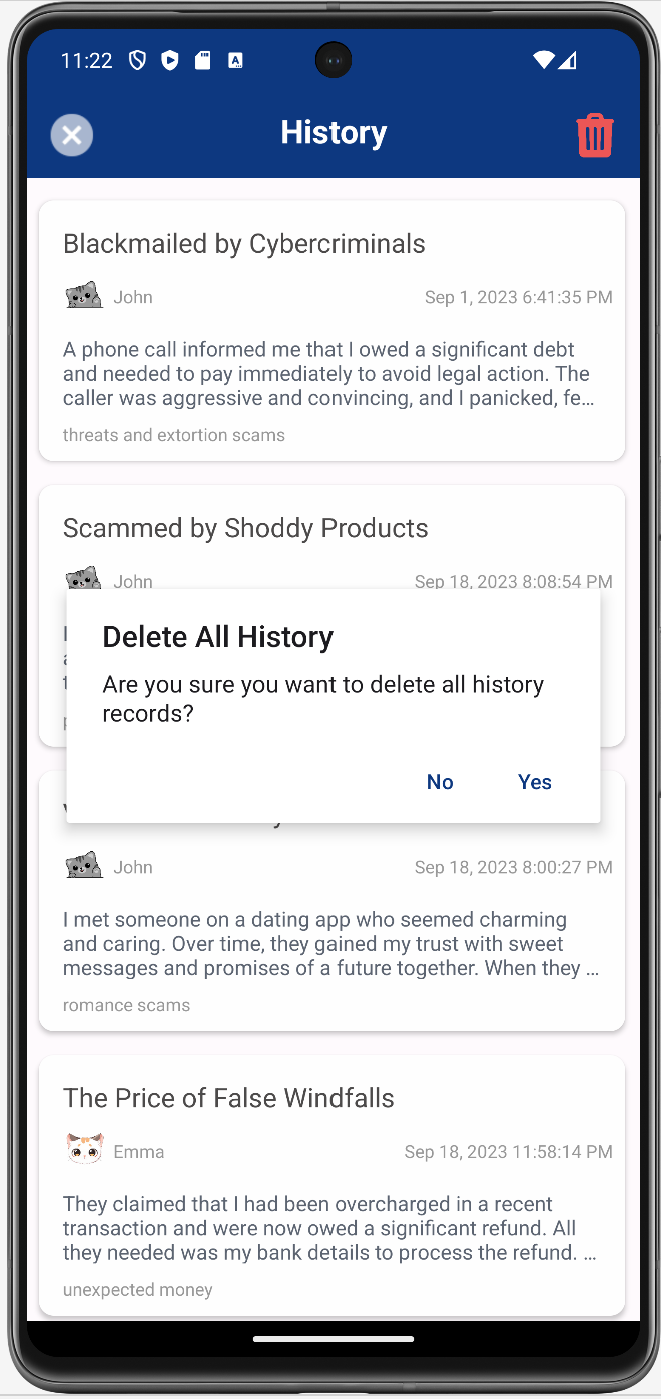 11:22
History
Blackmailed by Cybercriminals
John
Sep 1, 2023 6:41:35 PM
A phone call informed me that I owed a significant debt
and needed to pay immediately to avoid legal action. The
caller was aggressive and convincing, and I panicked, fe...
threats and extortion scams
Scammed by Shoddy Products
John
Sep 18, 2023 8:08:54 PM
Delete All History
Are you sure you want to delete all history
records?
No
Yes
John
Sep 18, 2023 8:00:27 PM
I met someone on a dating app who seemed charming
and caring. Over time, they gained my trust with sweet
messages and promises of a future together. When they ...
romance scams
The Price of False Windfalls
Emma
Sep 18, 2023 11:58:14 PM
They claimed that I had been overcharged in a recent
transaction and were now owed a significant refund. All
they needed was my bank details to process the refund. ...
unexpected money